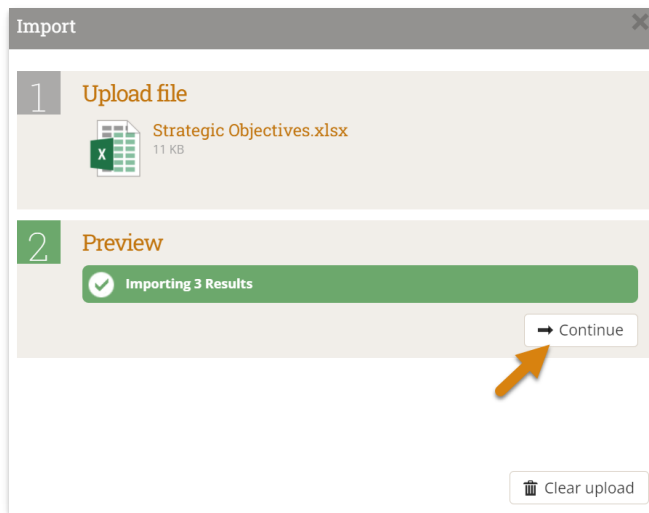 Import
1
Upload file
Strategic Objectives.xlsx
11 KB
X
2
Preview
Importing 3 Results
Continue
Clear upload